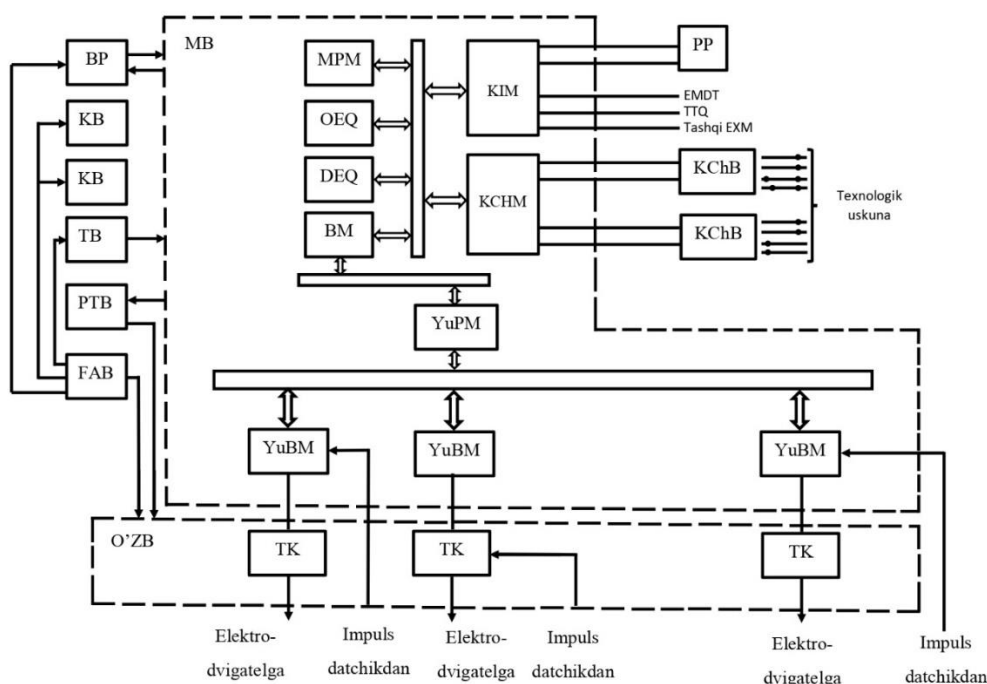 MB
BP
KB
KB
TB
PTB
FAB
MPM
OEQ
DEQ
BM
KIM
KCHM
PP
EMDT
TTQ
Tashqi EXM
KChB
KChB
Texnologik
uskuna
YuPM
YuBM
YuBM
YuBM
O’ZB
TK
TK
TK
Elektro-
dvigatelga
Impuls
datchikdan
Elektro-
dvigatelga
Impuls
datchikdan
Elektro-
dvigatelga
Impuls
datchikdan